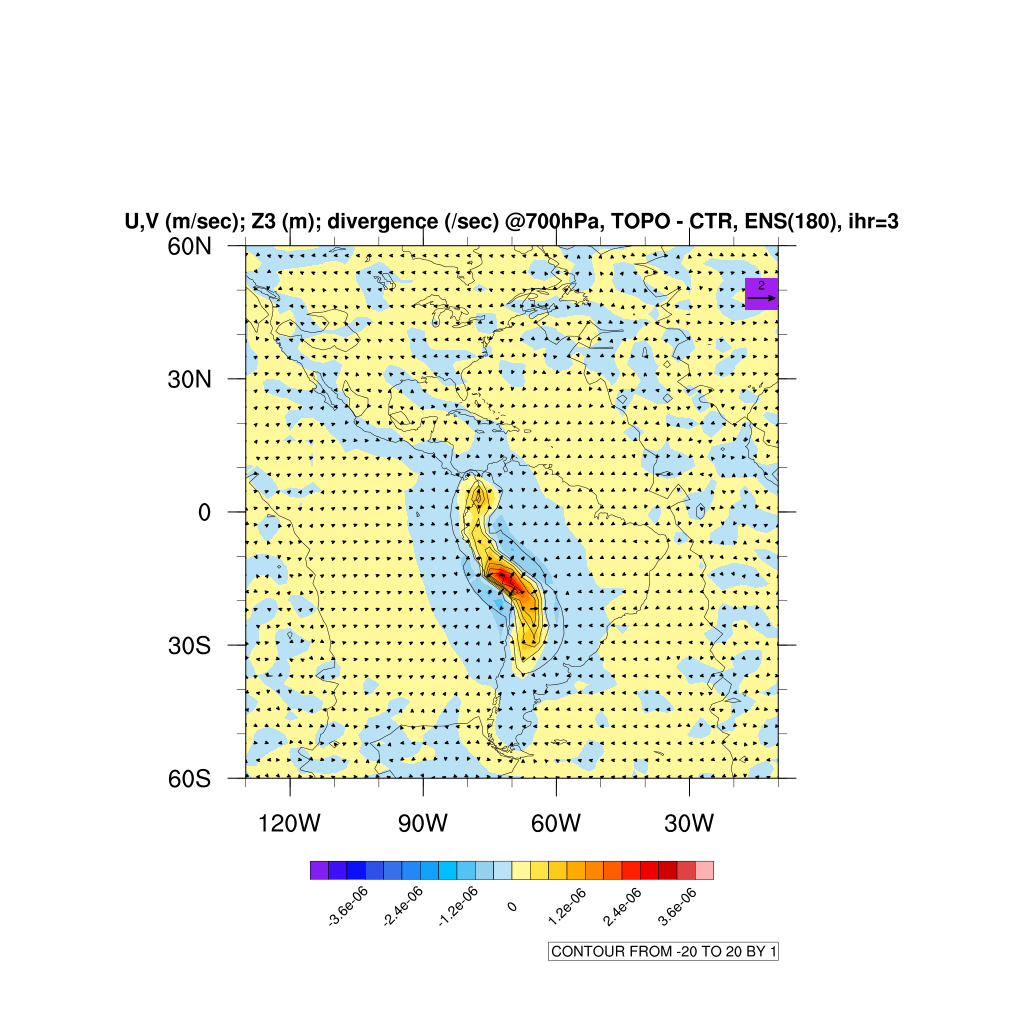 U,V (m/sec); Z3 (m); divergence (/sec) @700hPa, TOPO - CTR, ENS(180), ihr=3
60N
2
30N
0
30S
60S
120W 90W 60W 30W
-3.6e-06 -2.4e-06 -1.2e-06 0 1.2e-06 2.4e-06 3.6e-06
CONTOUR FROM -20 TO 20 BY 1